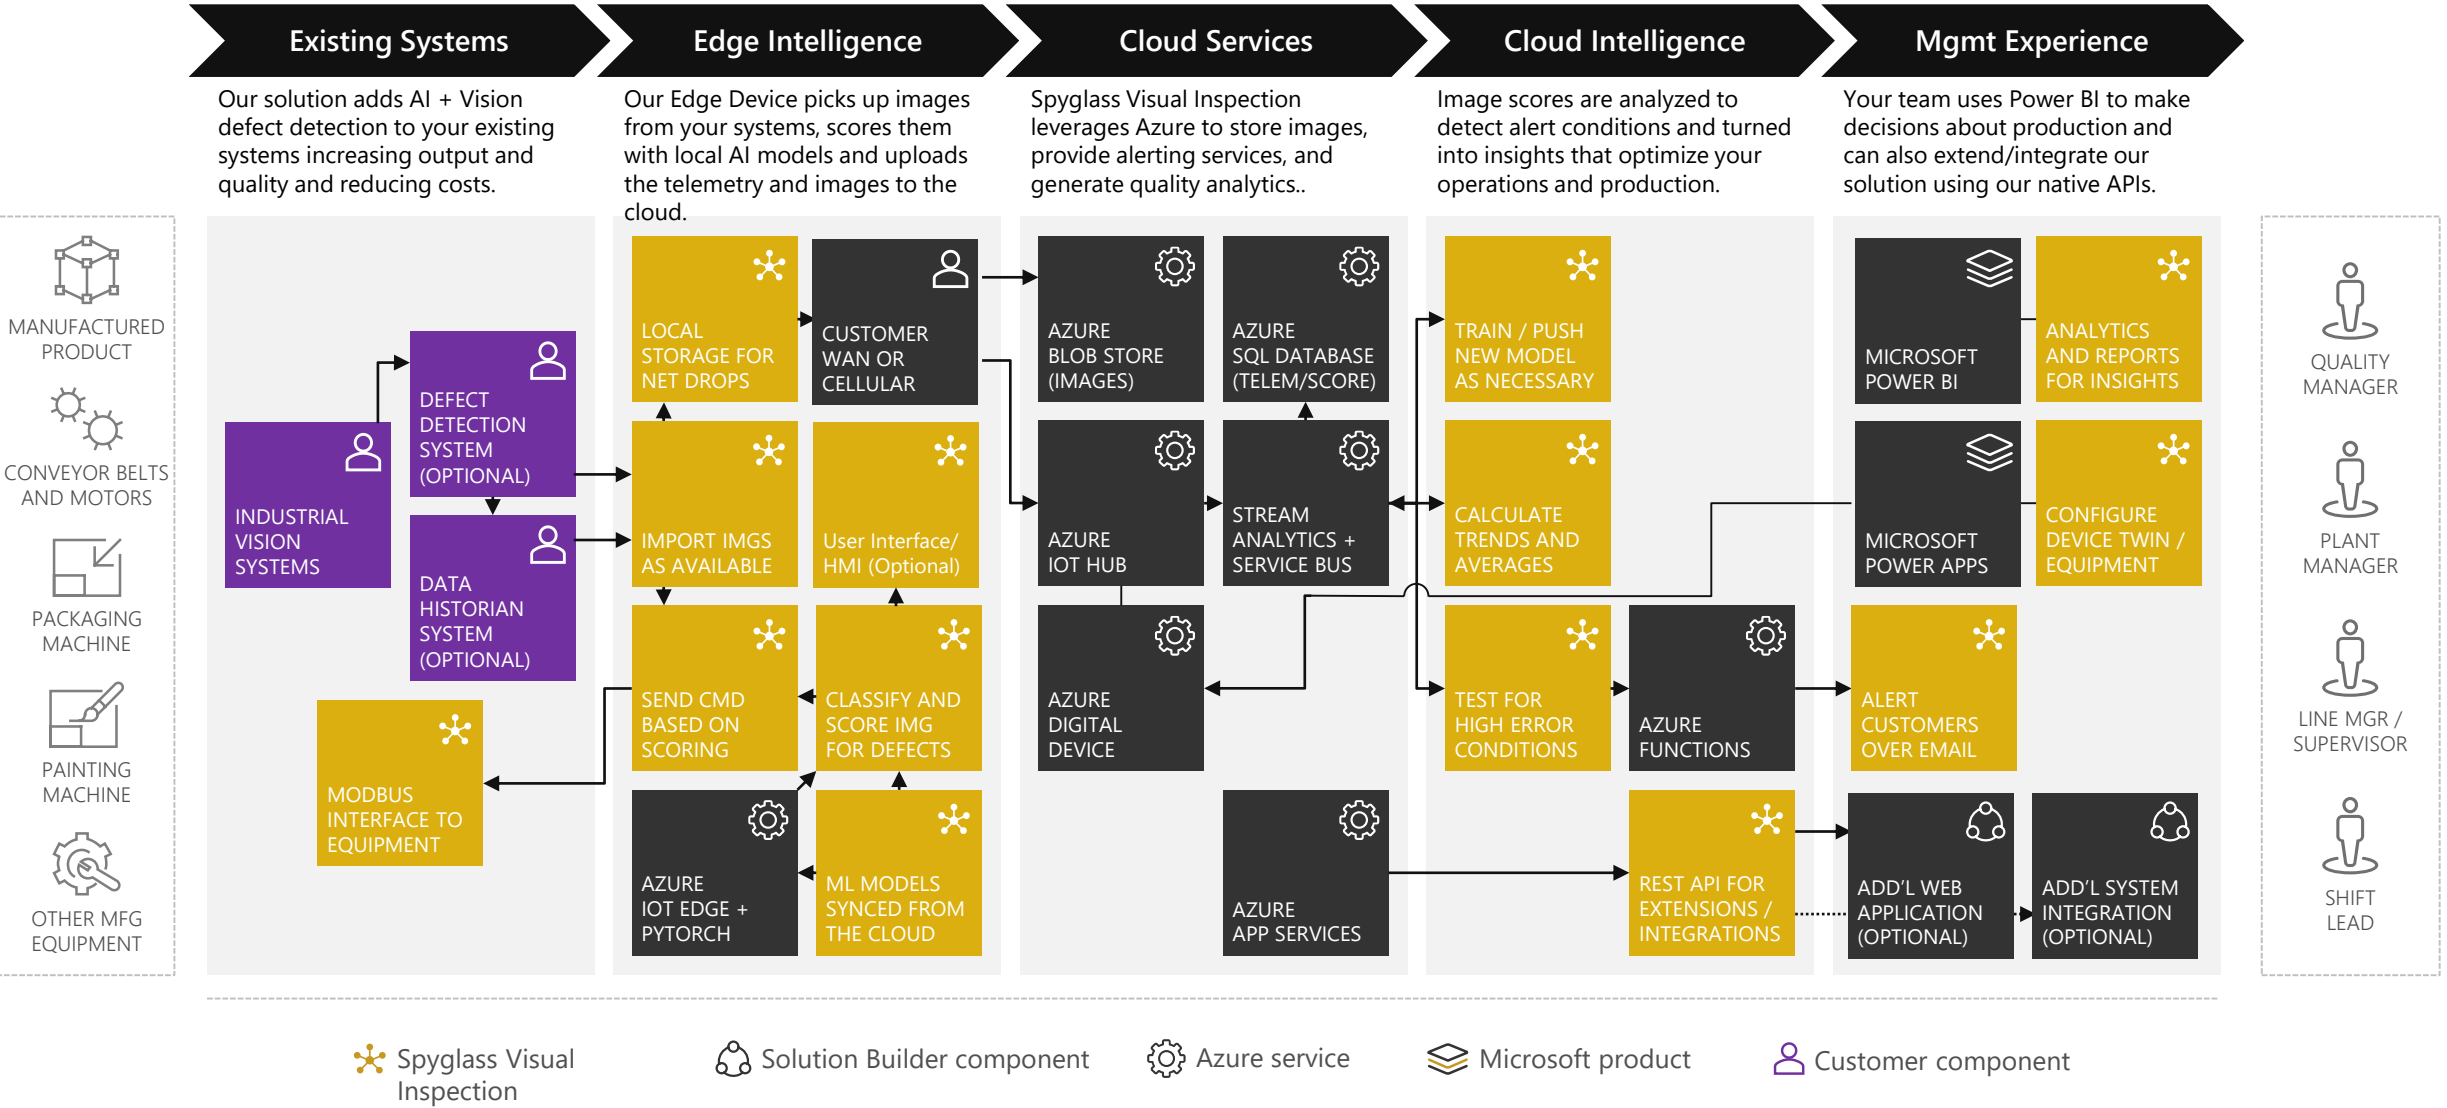 Existing Systems
Edge Intelligence
Cloud Services
Cloud Intelligence
Mgmt Experience
Our solution adds AI + Vision
defect detection to your existing
systems increasing output and
quality and reducing costs.
Our Edge Device picks up images
from your systems, scores them
with local AI models and uploads
the telemetry and images to the
cloud.
Spyglass Visual Inspection
leverages Azure to store images,
provide alerting services, and
generate quality analytics..
Image scores are analyzed to
detect alert conditions and turned
into insights that optimize your
operations and production.
Your team uses Power BI to make
decisions about production and
can also extend/integrate our
solution using our native APIs.
MANUFACTURED
PRODUCT
CONVEYOR BELTS
AND MOTORS
PACKAGING
MACHINE
PAINTING
MACHINE
OTHER MFG
EQUIPMENT
INDUSTRIAL
VISION
SYSTEMS
DEFECT
DETECTION
SYSTEM
(OPTIONAL)
DATA
HISTORIAN
SYSTEM
(OPTIONAL)
MODBUS
INTERFACE TO
EQUIPMENT
LOCAL
STORAGE FOR
NET DROPS
CUSTOMER
WAN OR
CELLULAR
IMPORT IMGS
AS AVAILABLE
User Interface/
HMI (Optional)
SEND CMD
BASED ON
SCORING
CLASSIFY AND
SCORE IMG
FOR DEFECTS
AZURE
IOT EDGE +
PYTORCH
ML MODELS
SYNCED FROM
THE CLOUD
AZURE
BLOB STORE
(IMAGES)
AZURE
SQL DATABASE
(TELEM/SCORE)
AZURE
IOT HUB
STREAM
ANALYTICS +
SERVICE BUS
AZURE
DIGITAL
DEVICE
AZURE
APP SERVICES
TRAIN / PUSH
NEW MODEL
AS NECESSARY
CALCULATE
TRENDS AND
AVERAGES
TEST FOR
HIGH ERROR
CONDITIONS
AZURE
FUNCTIONS
REST API FOR
EXTENSIONS /
INTEGRATIONS
MICROSOFT
POWER BI
ANALYTICS
AND REPORTS
FOR INSIGHTS
MICROSOFT
POWER APPS
CONFIGURE
DEVICE TWIN /
EQUIPMENT
ALERT
CUSTOMERS
OVER EMAIL
ADD'L WEB
APPLICATION
(OPTIONAL)
ADD'L SYSTEM
INTEGRATION
(OPTIONAL)
QUALITY
MANAGER
PLANT
MANAGER
LINE MGR /
SUPERVISOR
SHIFT
LEAD
Spyglass Visual
Inspection
Solution Builder component
Azure service
Microsoft product
Customer component